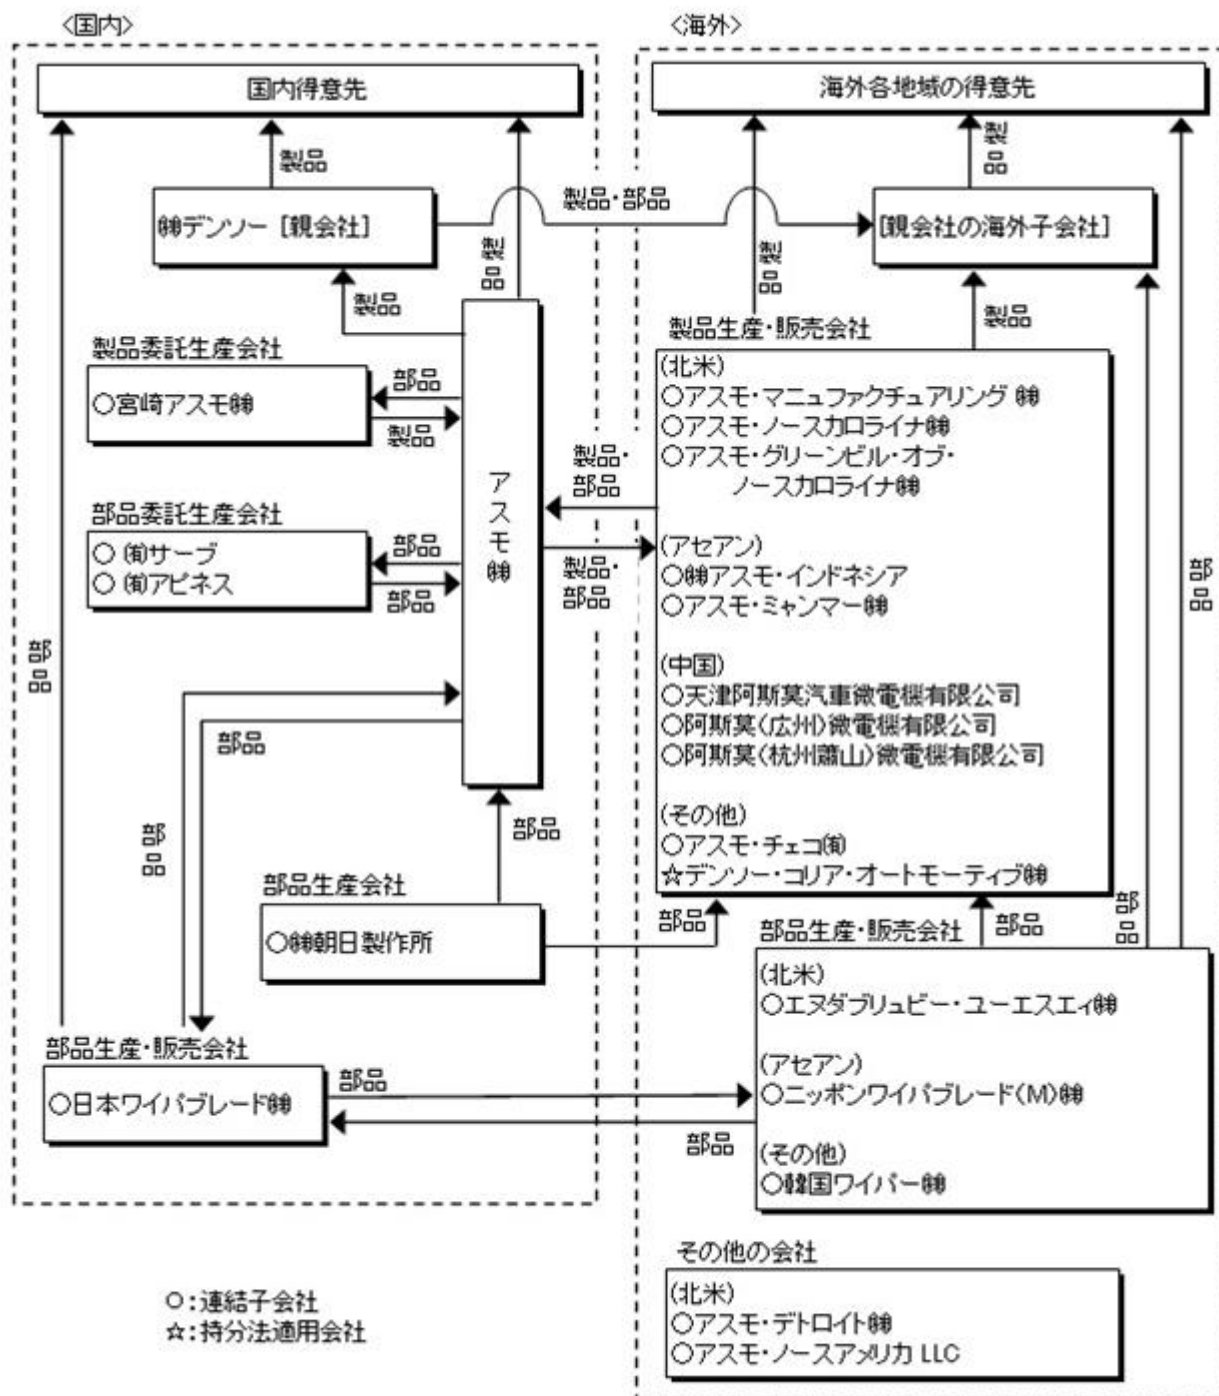 〈国内〉
〈海外〉
国内得意先
海外各地域の得意先
製品
製品
㈱デンソー [親会社]
製品・部品
[親会社の海外子会社]
製品
製品
製品
製品
製品委託生産会社
○宮崎アスモ㈱
部品
製品
部品委託生産会社
○ ㈲サーブ
○ ㈲アピネス
部品
部品
アスモ㈱
製品・
部品
製品・
部品
製品生産・販売会社
(北米)
○アスモ・マニュファクチュアリング ㈱
○アスモ・ノースカロライナ㈱
○アスモ・グリーンビル・オブ・
ノースカロライナ㈱
(アセアン)
○㈱アスモ・インドネシア
○アスモ・ミャンマー㈱
(中国)
○天津阿斯莫汽車微電機有限公司
○阿斯莫(広州)微電機有限公司
○阿斯莫(杭州蕭山)微電機有限公司
(その他)
○アスモ・チェコ㈲
☆デンソー・コリア・オートモーティブ㈱
部品
部品
部品
部品
部品
部品生産会社
○㈱朝日製作所
部品
部品
部品
部品生産・販売会社
(北米)
○エヌダブリュビー・ユーエスエィ㈱
(アセアン)
○ニッポンワイパブレード(M)㈱
(その他)
○韓国ワイパー㈱
部品生産・販売会社
○日本ワイパブレード㈱
部品
部品
その他の会社
(北米)
○アスモ・デトロイト㈱
○アスモ・ノースアメリカ LLC
○:連結子会社
☆:持分法適用会社